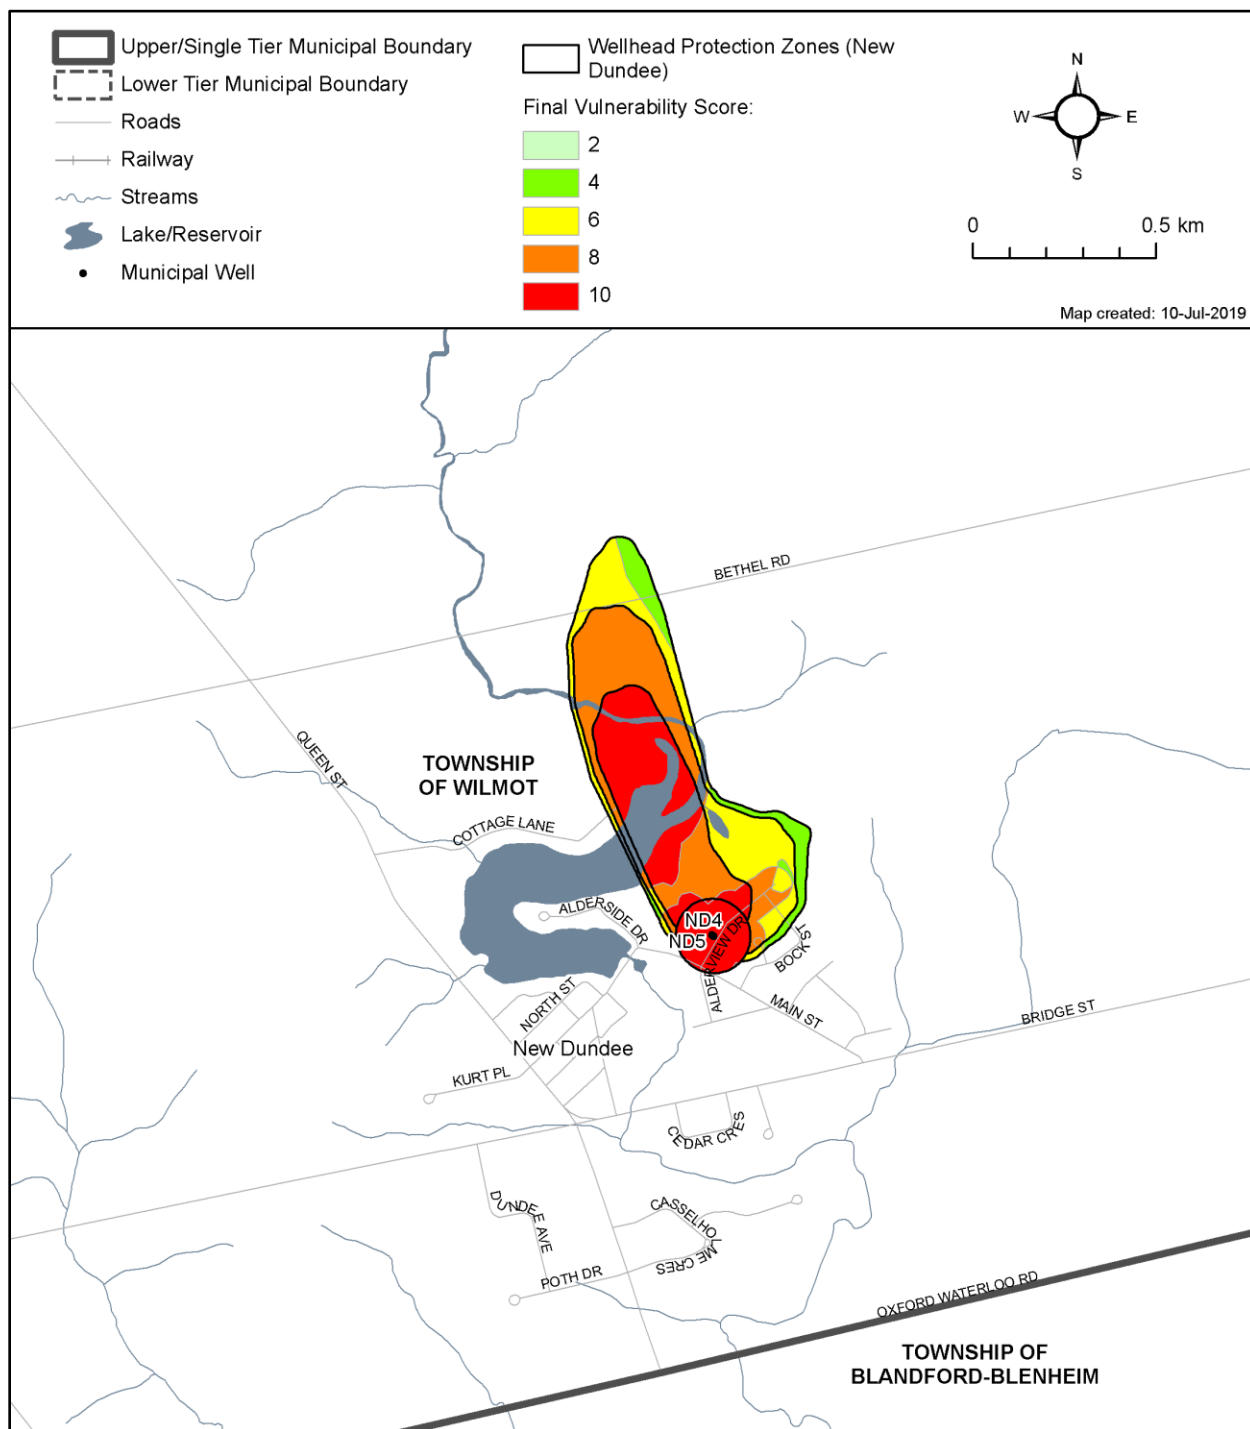 Upper/Single Tier Municipal Boundary
Lower Tier Municipal Boundary
Roads
Railway
Streams
Lake/Reservoir
Municipal Well
Wellhead Protection Zones (New
Dundee)
Final Vulnerability Score:
2
4
6
8
10
N
W
E
S
0
0.5 km
Map created: 10-Jul-2019
BETHEL RD
QUEEN ST
TOWNSHIP
OF WILMOT
COTTAGE LANE
ALDERSIDE DR
ND4
ND5
ALDERVIEW DR
BOCK ST
NORTH ST
MAIN ST
BRIDGE ST
New Dundee
KURT PL
CEDAR CRES
DUNDEE AVE
CASSELHOLME CRES
POTH DR
OXFORD WATERLOO RD
TOWNSHIP OF
BLANDFORD-BLENHEIM